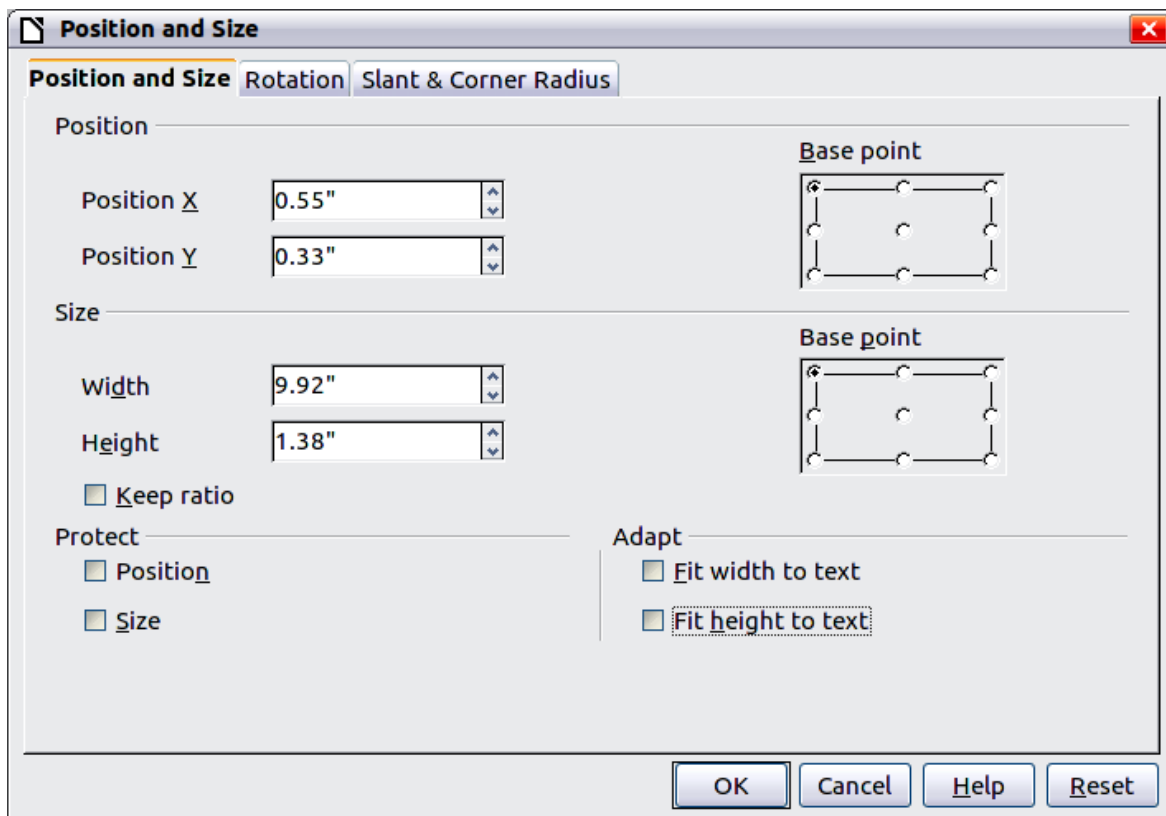 Position and Size
Position and Size Rotation Slant & Corner Radius
Position
Base point
Position X 0.55"
Position Y 0.33"
Size
Base point
Width 9.92"
Height 1.38"
Keep ratio
Protect Adapt
Position Fit width to text
Size Fit height to text
OK Cancel Help Reset